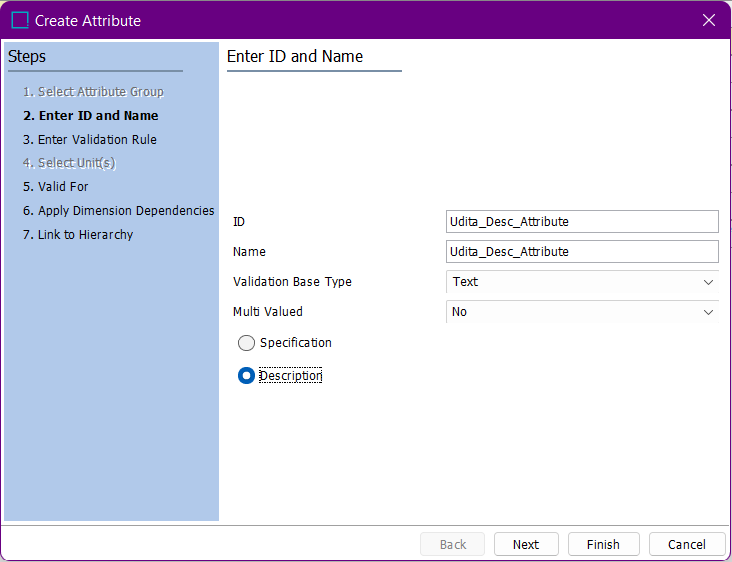 Create Attribute
Steps
1. Select Attribute Group
2. Enter ID and Name
3. Enter Validation Rule
4. Select Unit(s)
5. Valid For
6. Apply Dimension Dependencies
7. Link to Hierarchy
Enter ID and Name
ID Udita_Desc_Attribute
Name Udita_Desc_Attribute
Validation Base Type Text
Multi Valued No
Specification
Description
Back Next Finish Cancel